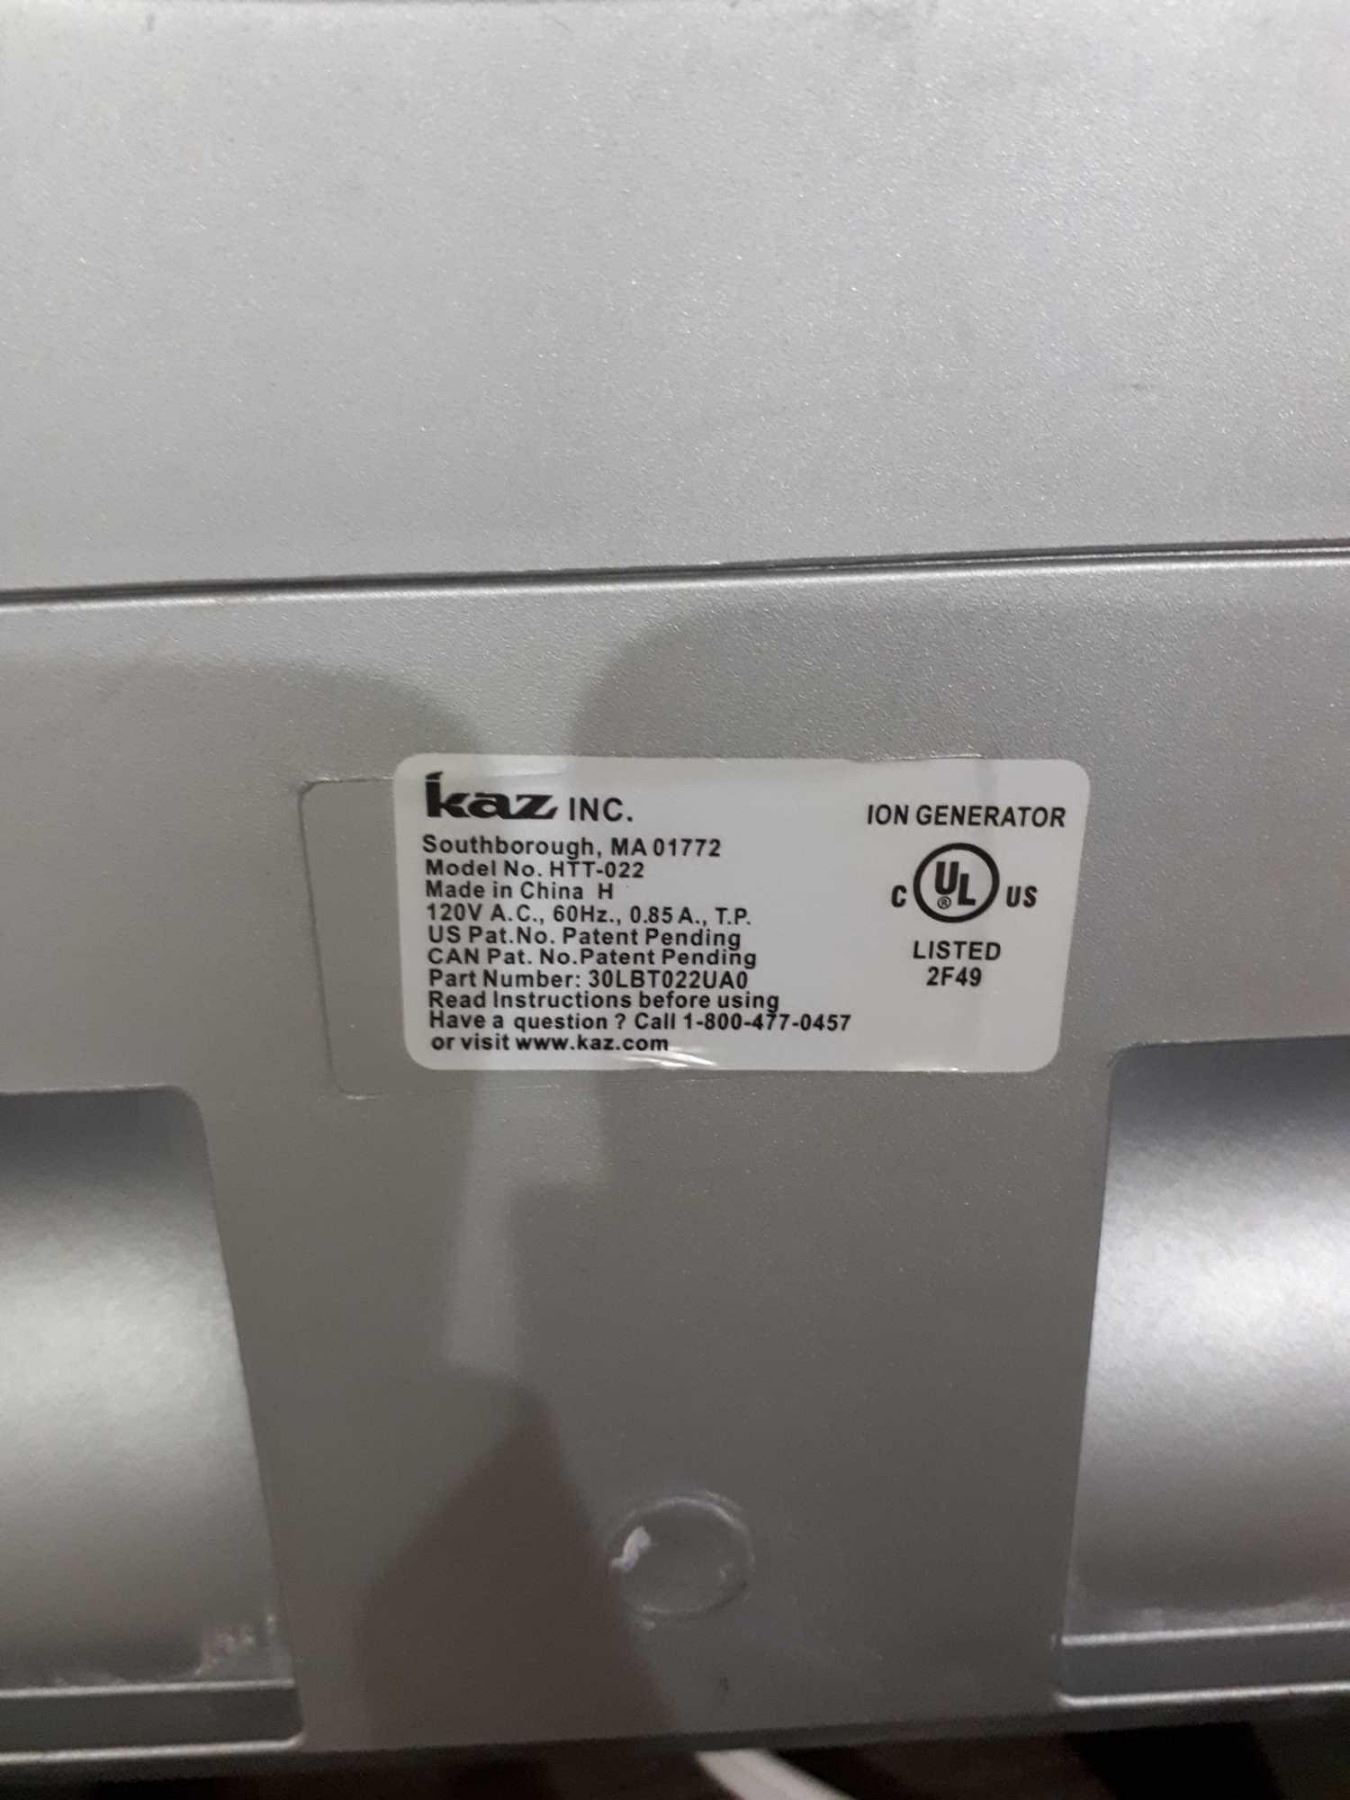 kaz INC.
Southborough, MA 01772
Model No. HTT-022
Made in China H
120V A.C., 60Hz., 0.85 A., T.P.
US Pat.No. Patent Pending
CAN Pat. No.Patent Pending
Part Number: 30LBT022UA0
Read Instructions before using
Have a question ? Call 1-800-477-0457
or visit www.kaz.com
ION GENERATOR
C UL ® US
LISTED
2F49